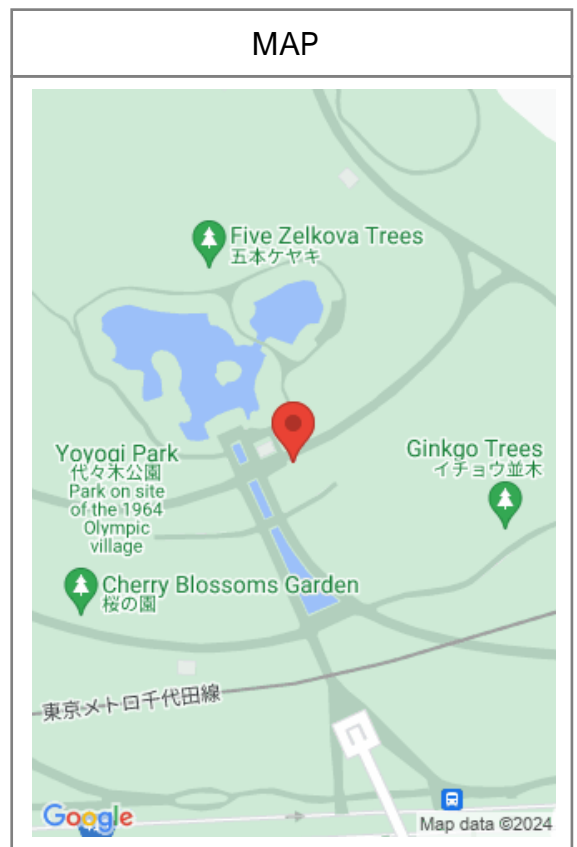 MAP
Five Zelkova Trees
五本ケヤキ
Yoyogi Park
代々木公園
Park on site
of the 1964
Olympic
village
Ginkgo Trees
イチョウ並木
Cherry Blossoms Garden
桜の園
東京メトロ千代田線
Google
Map data ©2024